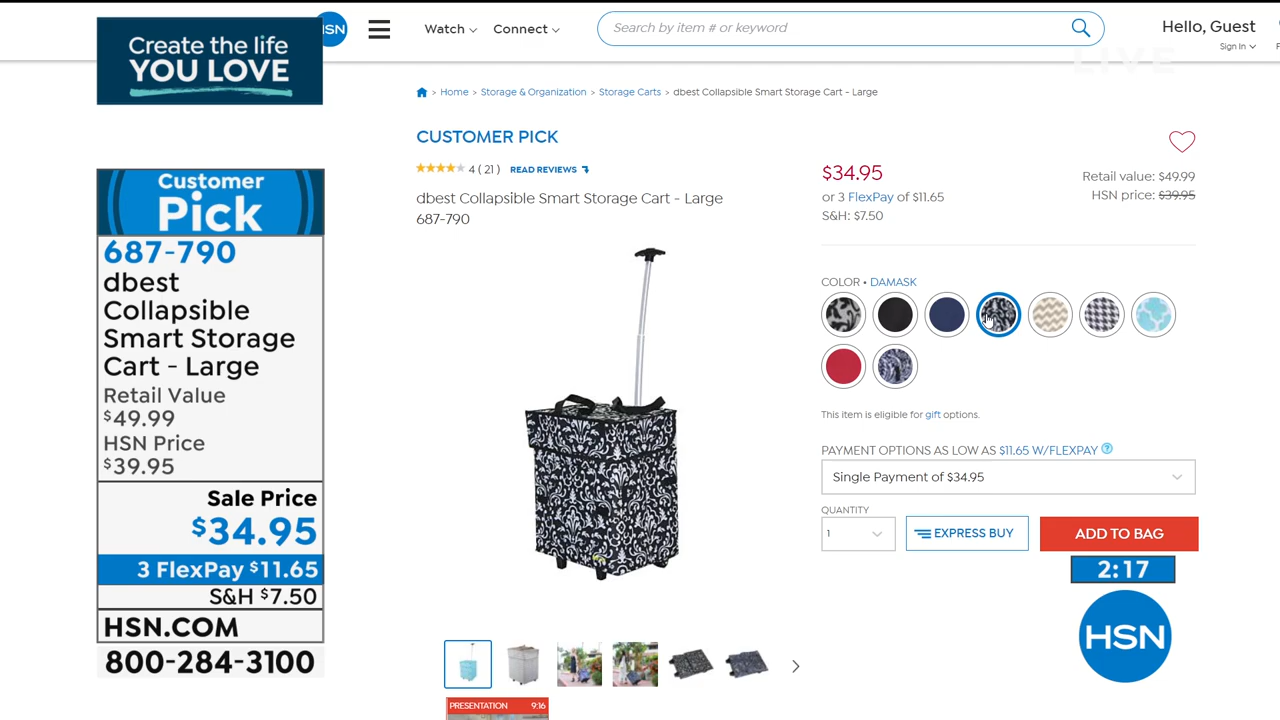 Create the life
YOU LOVE
HSN
Watch
Connect
Search by item # or keyword
Hello, Guest
Sign In
LIVE
> Home > Storage & Organization > Storage Carts > dbest Collapsible Smart Storage Cart - Large
CUSTOMER PICK
4 ( 21 ) READ REVIEWS
dbest Collapsible Smart Storage Cart - Large
687-790
$34.95
or 3 FlexPay of $11.65
S&H: $7.50
Retail value: $49.99
HSN price: $39.95
COLOR • DAMASK
This item is eligible for gift options.
PAYMENT OPTIONS AS LOW AS $11.65 W/FLEXPAY ?
Single Payment of $34.95
QUANTITY
1
EXPRESS BUY
ADD TO BAG
2:17
HSN
Customer
Pick
687-790
dbest
Collapsible
Smart Storage
Cart - Large
Retail Value
$49.99
HSN Price
$39.95
Sale Price
$34.95
3 FlexPay $11.65
S&H $7.50
HSN.COM
800-284-3100
PRESENTATION 9:16